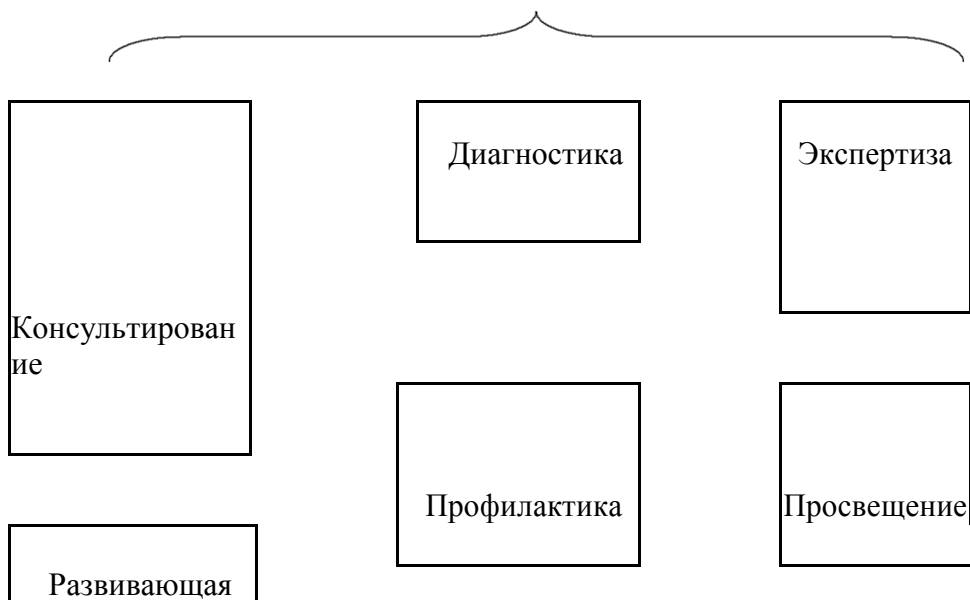 Диагностика
Экспертиза
Консультирован
ие
Профилактика
Просвещение
Развивающая